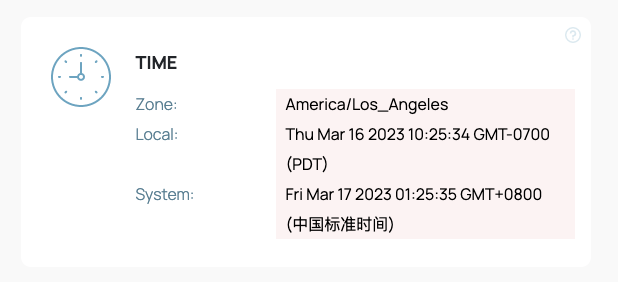 TIME
Zone: America/Los_Angeles
Local: Thu Mar 16 2023 10:25:34 GMT-0700
(PDT)
System: Fri Mar 17 2023 01:25:35 GMT+0800
(中国标准时间)